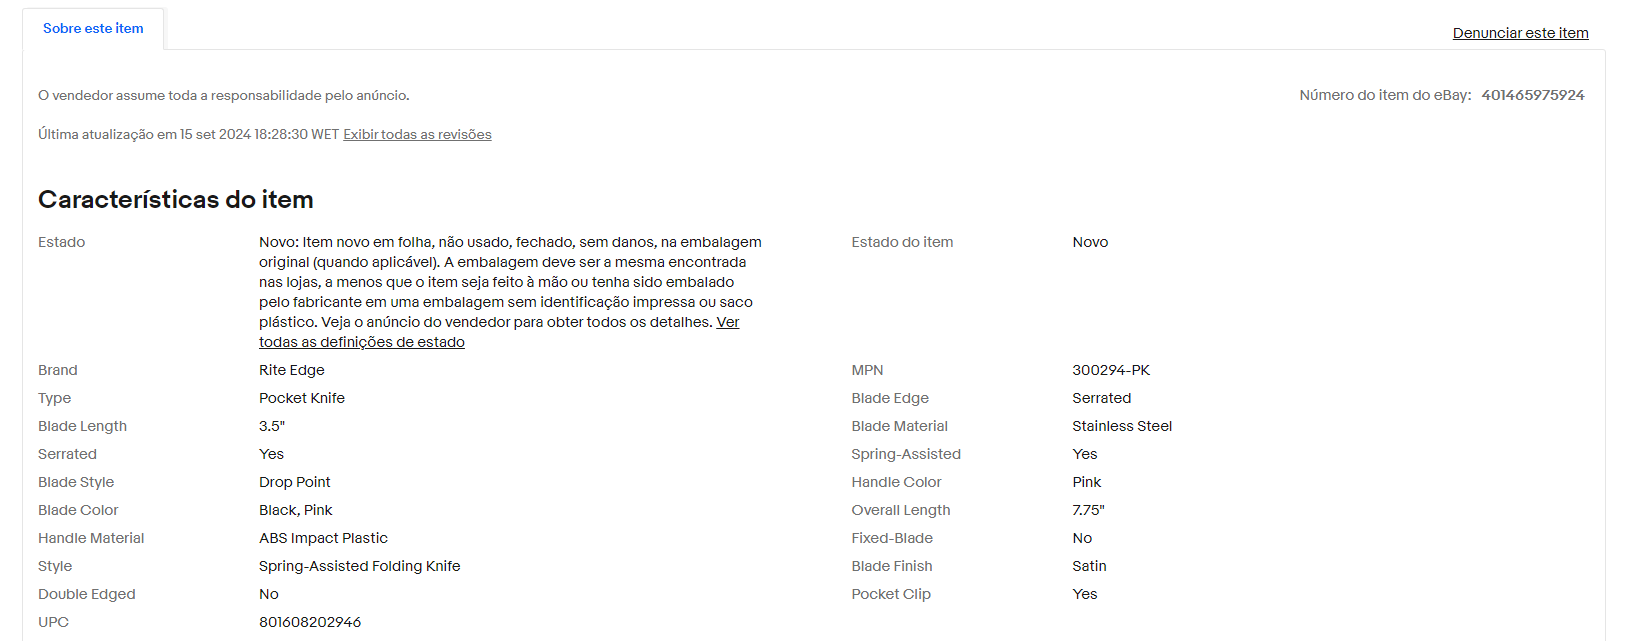 Sobre este item
Denunciar este item
O vendedor assume toda a responsabilidade pelo anúncio.
Número do item do eBay: 401465975924
Última atualização em 15 set 2024 18:28:30 WET Exibir todas as revisões
Características do item
Estado
Novo: Item novo em folha, não usado, fechado, sem danos, na embalagem
original (quando aplicável). A embalagem deve ser a mesma encontrada
nas lojas, a menos que o item seja feito à mão ou tenha sido embalado
pelo fabricante em uma embalagem sem identificação impressa ou saco
plástico. Veja o anúncio do vendedor para obter todos os detalhes. Ver
todas as definições de estado
Estado do item Novo
Brand Rite Edge
MPN 300294-PK
Type Pocket Knife
Blade Edge Serrated
Blade Length 3.5"
Blade Material Stainless Steel
Serrated Yes
Spring-Assisted Yes
Blade Style Drop Point
Handle Color Pink
Blade Color Black, Pink
Overall Length 7.75"
Handle Material ABS Impact Plastic
Fixed-Blade No
Style Spring-Assisted Folding Knife
Blade Finish Satin
Double Edged No
Pocket Clip Yes
UPC 801608202946